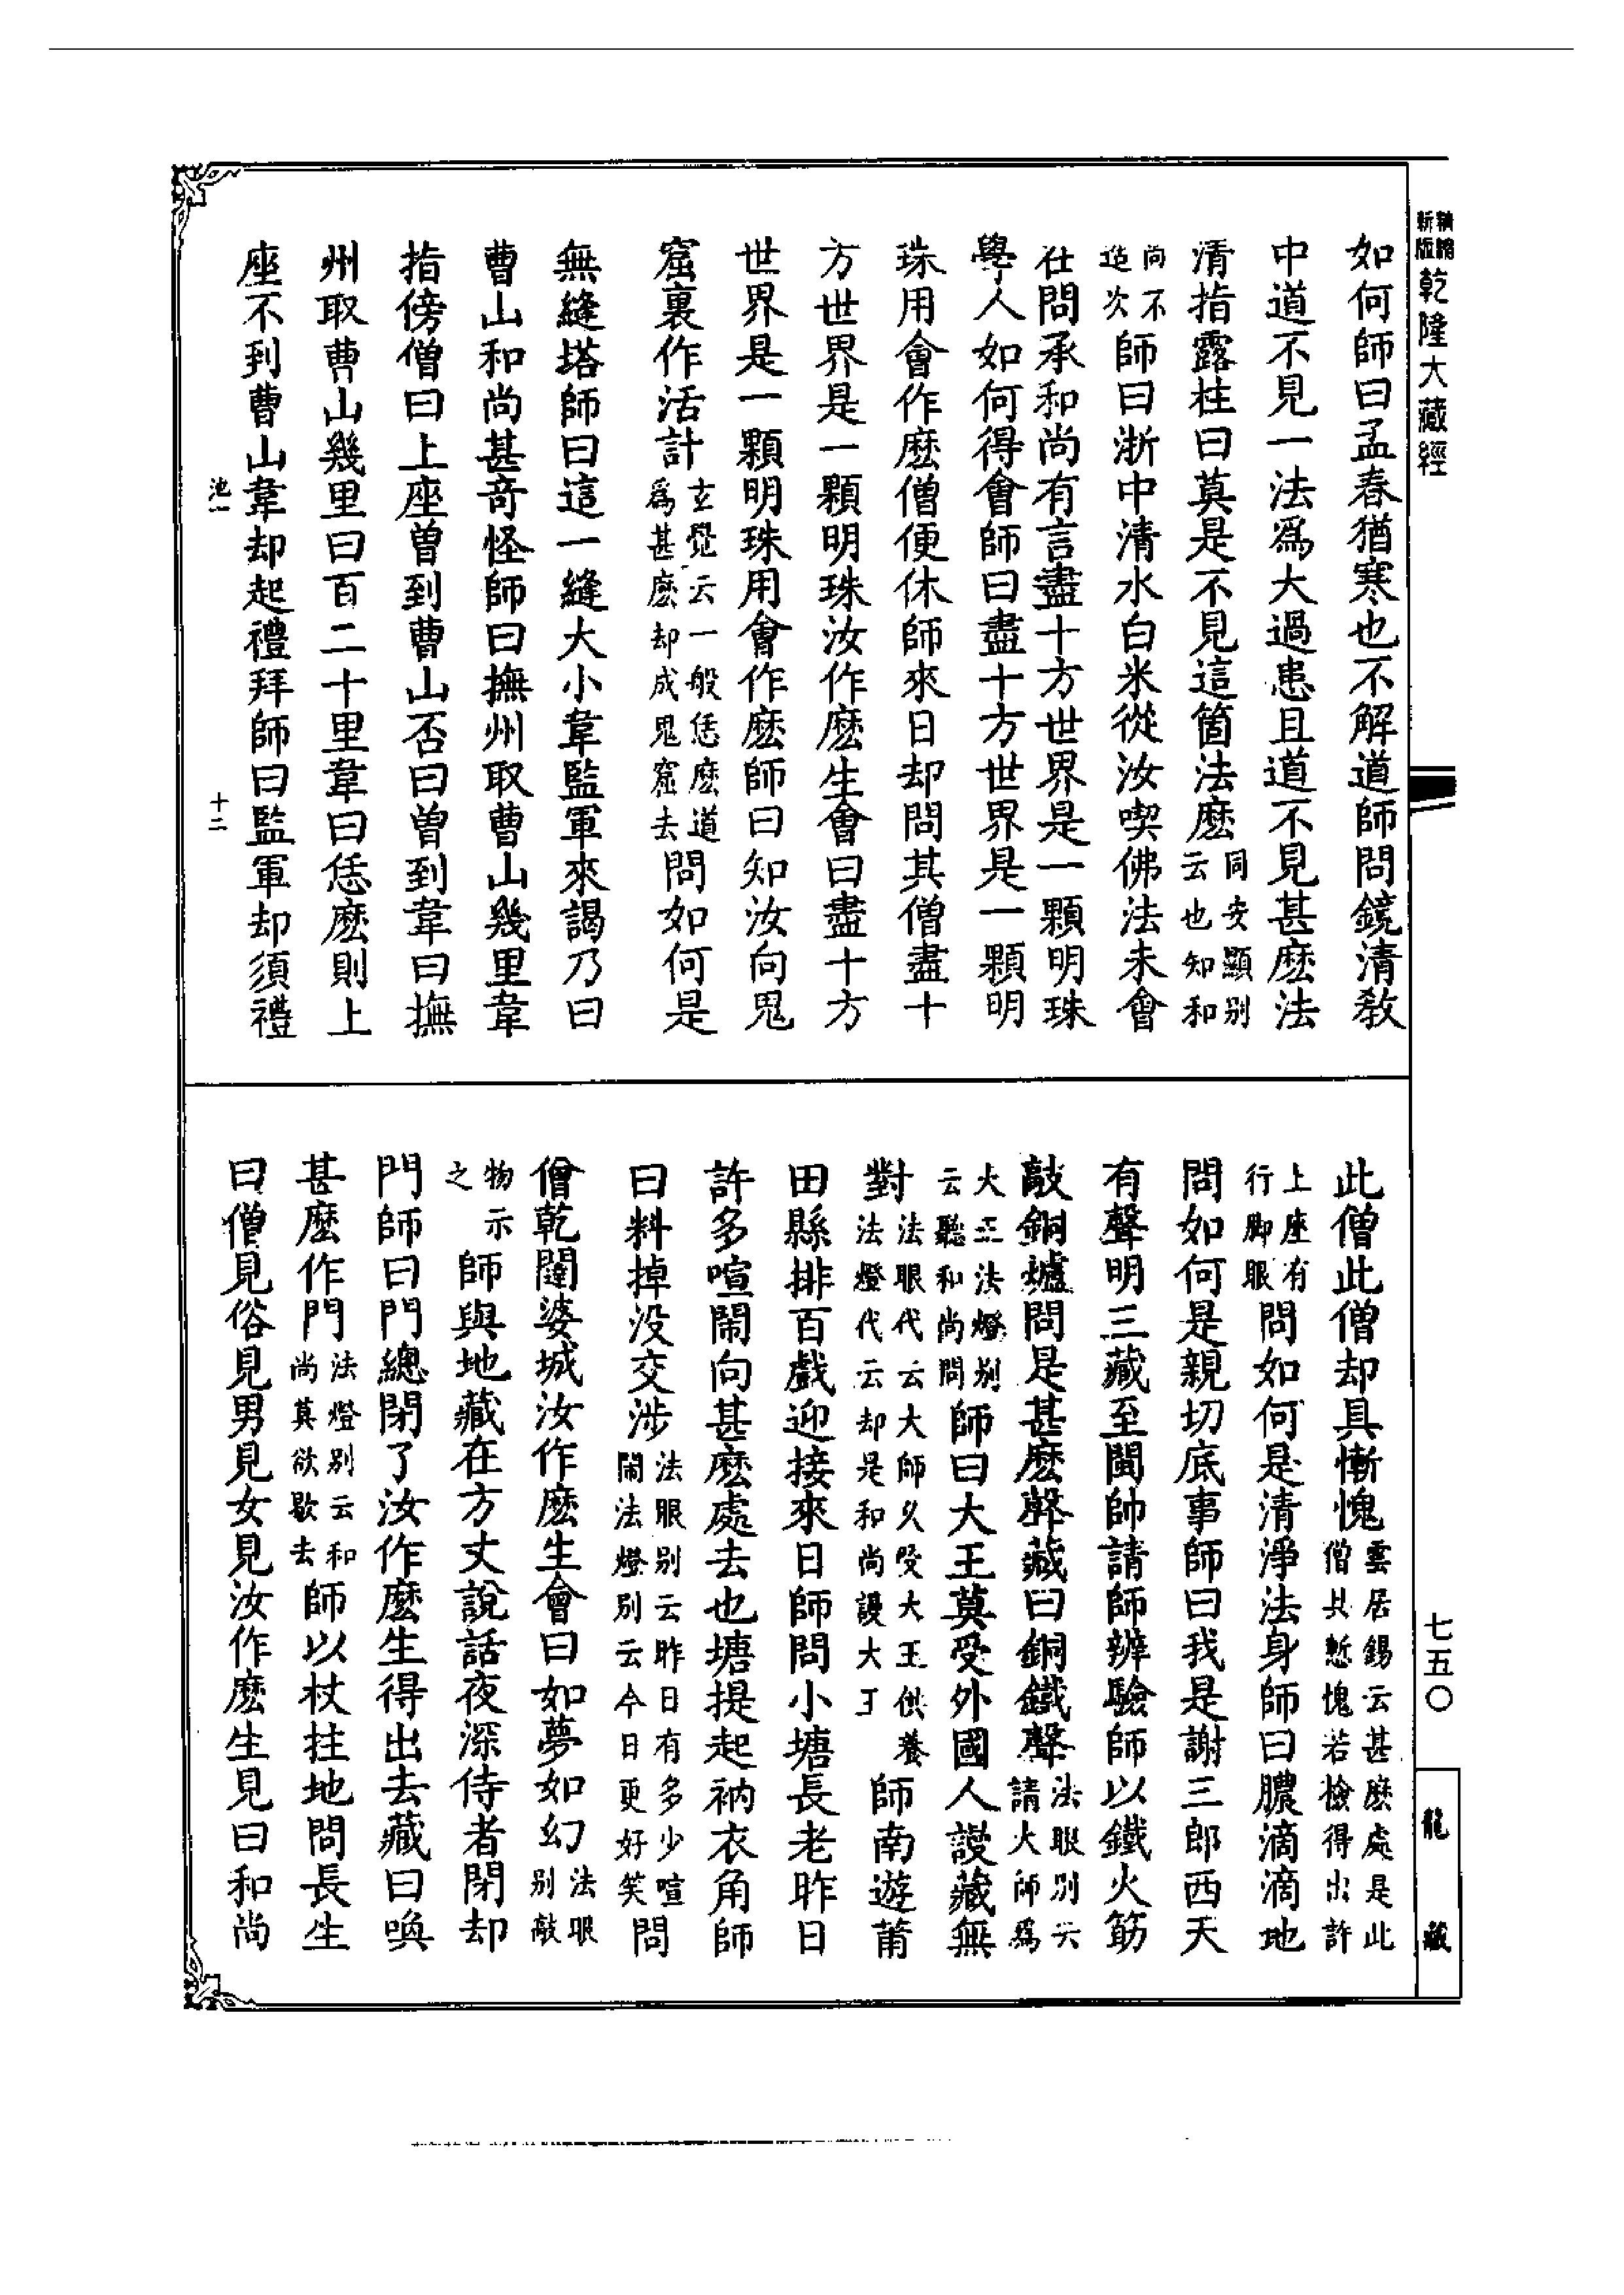 精縮新版乾隆大藏經
如何師曰孟春猶寒也不解道師問鏡清敎
中道不見一法爲大過患且道不見甚麽法
清指露柱曰莫是不見這箇法麽同安顯别云也知和
尚不造次師曰浙中清水白米從汝喫佛法未會
在問承和尚有言盡十方世界是一顆明珠
學人如何得會師曰盡十方世界是一顆明
珠用會作麽僧便休師來日却問其僧盡十
方世界是一顆明珠汝作麽生會曰盡十方
世界是一顆明珠用會作麽師曰知汝向鬼
窟裏作活計玄覺云一般恁麽道爲甚麽却成鬼窟去問如何是
無縫塔師曰這一縫大小韋監軍來謁乃曰
曹山和尚甚奇怪師曰撫州取曹山幾里韋
指傍僧曰上座曾到曹山否曰曾到韋曰撫
州取曹山幾里曰百二十里韋曰恁麽則上
座不到曹山韋却起禮拜師曰監軍却須禮
池一
十二
此僧此僧却具慚愧雲居錫云甚麽處是此僧具慙愧若檢得出許
上座有行脚眼問如何是清淨法身師曰膿滴滴地
問如何是親切底事師曰我是謝三郎西天
有聲明三藏至閩帥請師辨驗師以鐵火筯
敲銅爐問是甚麽聲藏曰銅鐵聲法眼别云請大師爲
大王法燈别云聽和尚問師曰大王莫受外國人謾藏無
對法眼代云大師久受大王供養法燈代云却是和尚謾大王師南遊莆
田縣排百戲迎接來日師問小塘長老昨日
許多喧鬧向甚麽處去也塘提起衲衣角師
曰料掉没交涉法眼别云昨日有多少喧鬧法燈别云今日更好笑問
僧乾闥婆城汝作麽生會曰如夢如幻法眼别敲
物示之師與地藏在方丈說話夜深侍者閉却
門師曰門總閉了汝作麽生得出去藏曰喚
甚麽作門法燈别云和尚莫欲歇去師以杖拄地問長生
曰僧見俗見男見女見汝作麽生見曰和尚
七五〇
龍藏